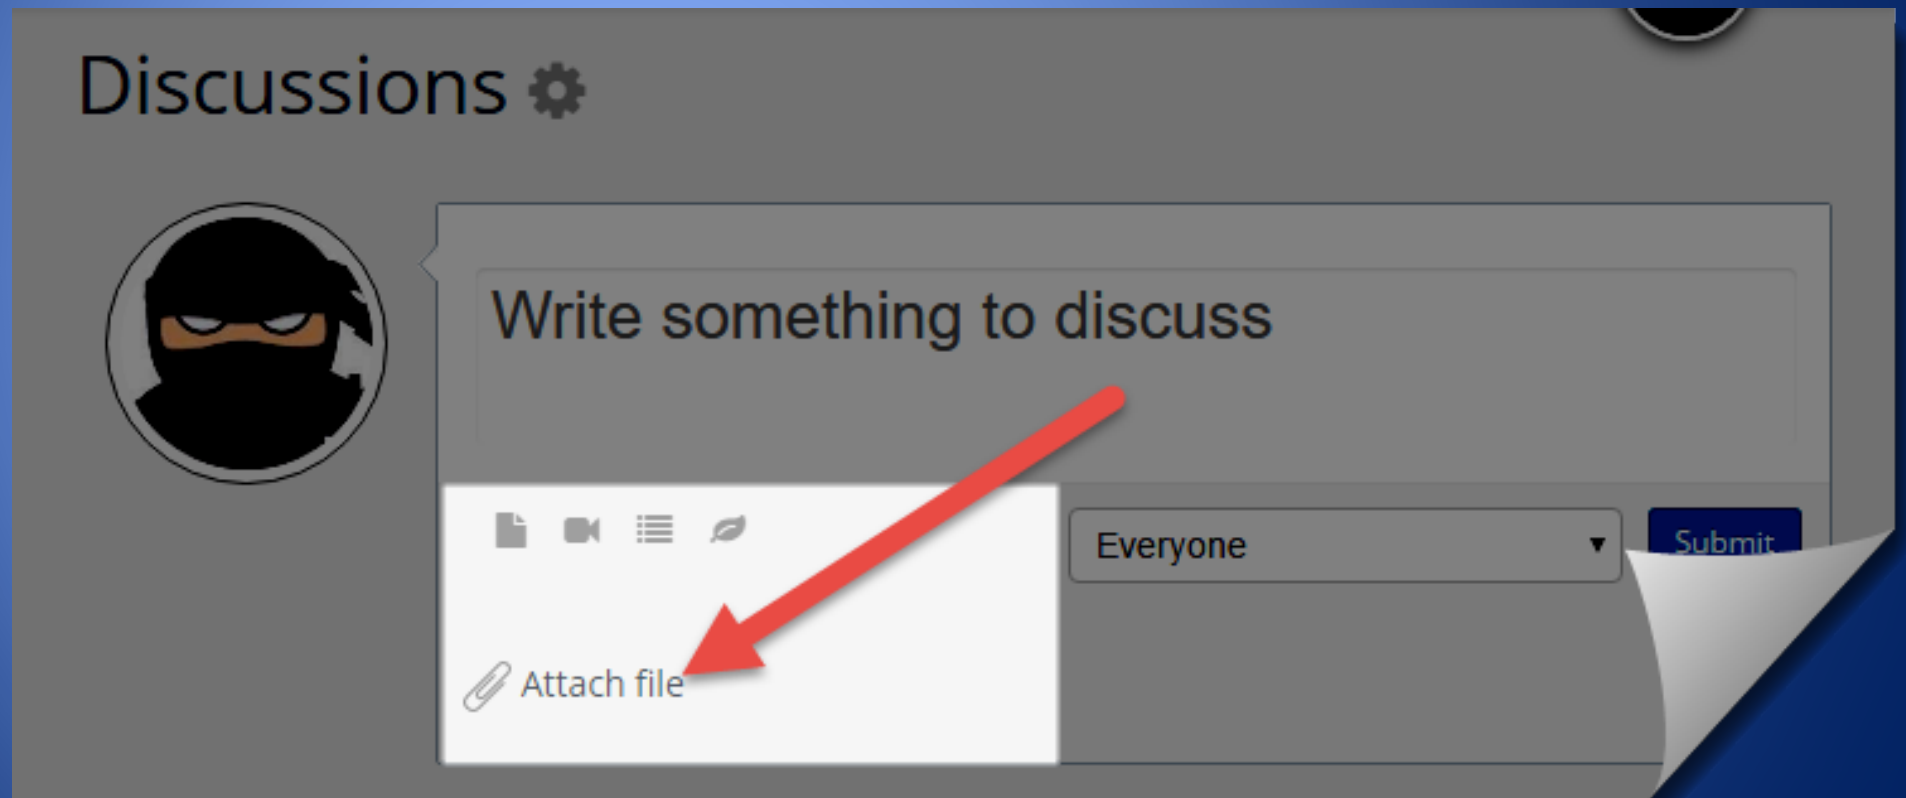 Discussions
Write something to discuss
Everyone
Submit
Attach file